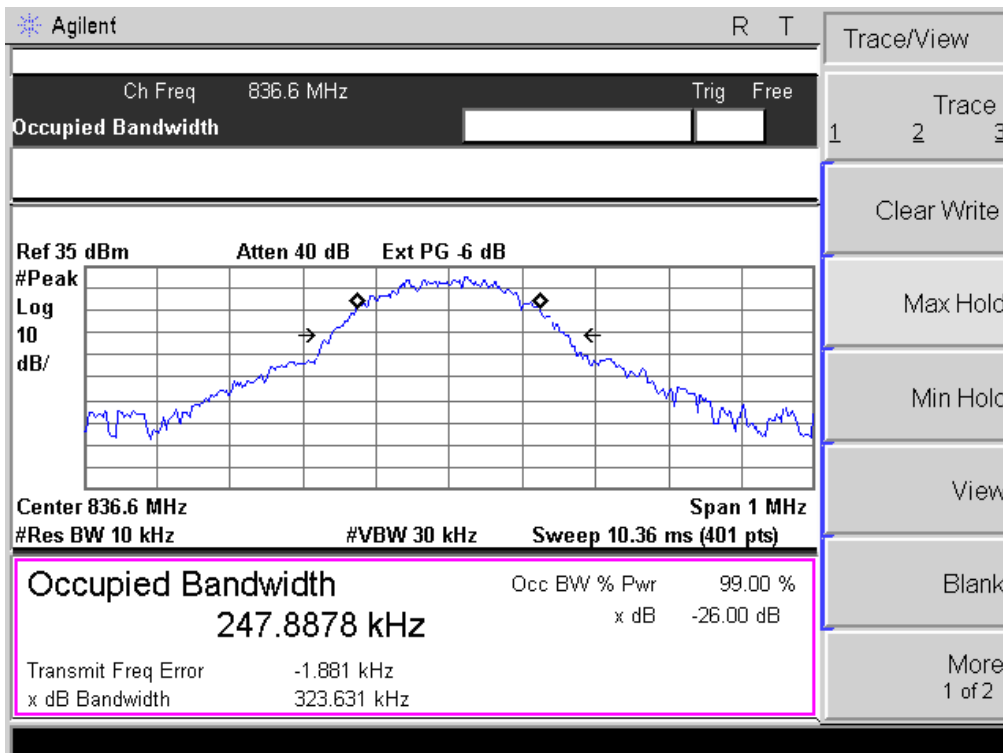 Agilent R T
Trace/View
Ch Freq 836.6 MHz Trig Free
Occupied Bandwidth
Trace
1 2 3
Clear Write
Max Hold
Min Hold
View
Blank
More
1 of 2
Ref 35 dBm Atten 40 dB Ext PG -6 dB
#Peak
Log
10
dB/
Center 836.6 MHz Span 1 MHz
#Res BW 10 kHz #VBW 30 kHz Sweep 10.36 ms (401 pts)
Occupied Bandwidth Occ BW % Pwr 99.00 %
247.8878 kHz x dB -26.00 dB
Transmit Freq Error -1.881 kHz
x dB Bandwidth 323.631 kHz